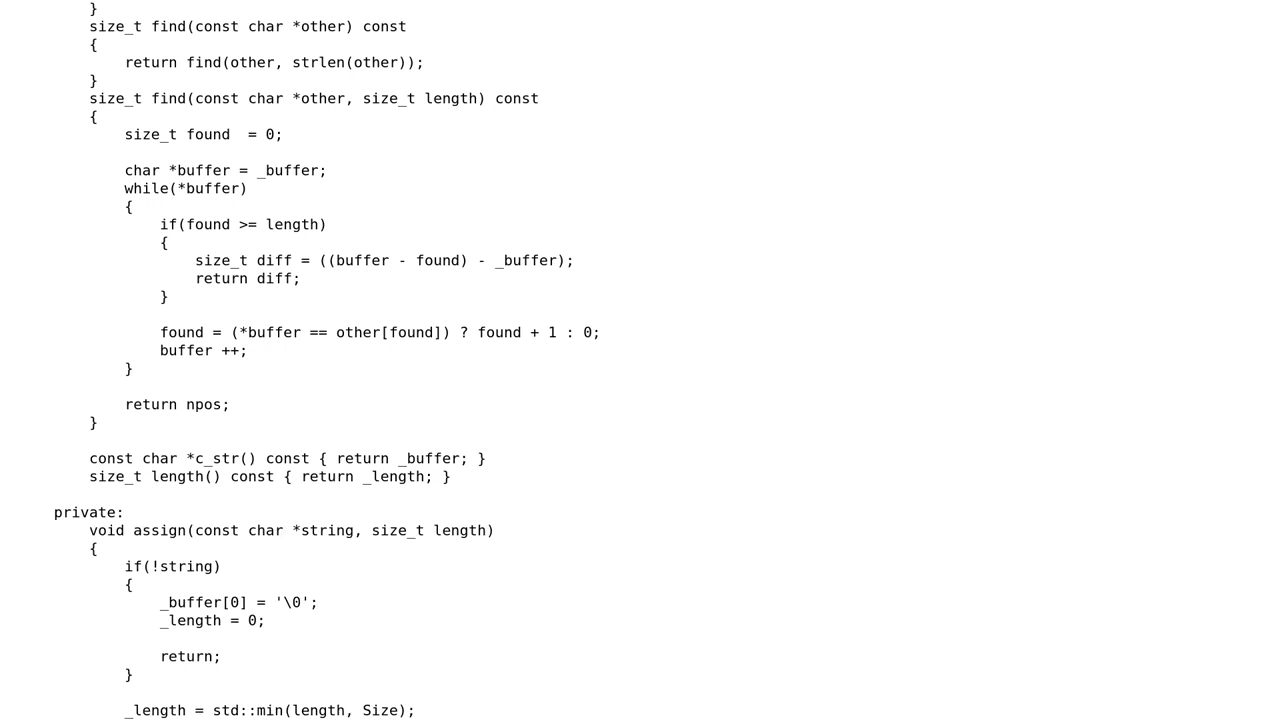 }
size_t find(const char *other) const
{
return find(other, strlen(other));
}
size_t find(const char *other, size_t length) const
{
size_t found  = 0;
char *buffer = _buffer;
while(*buffer)
{
if(found >= length)
{
size_t diff = ((buffer - found) - _buffer);
return diff;
}
found = (*buffer == other[found]) ? found + 1 : 0;
buffer ++;
}
return npos;
}
const char *c_str() const { return _buffer; }
size_t length() const { return _length; }
private:
void assign(const char *string, size_t length)
{
if(!string)
{
_buffer[0] = '\0';
_length = 0;
return;
}
_length = std::min(length, Size);